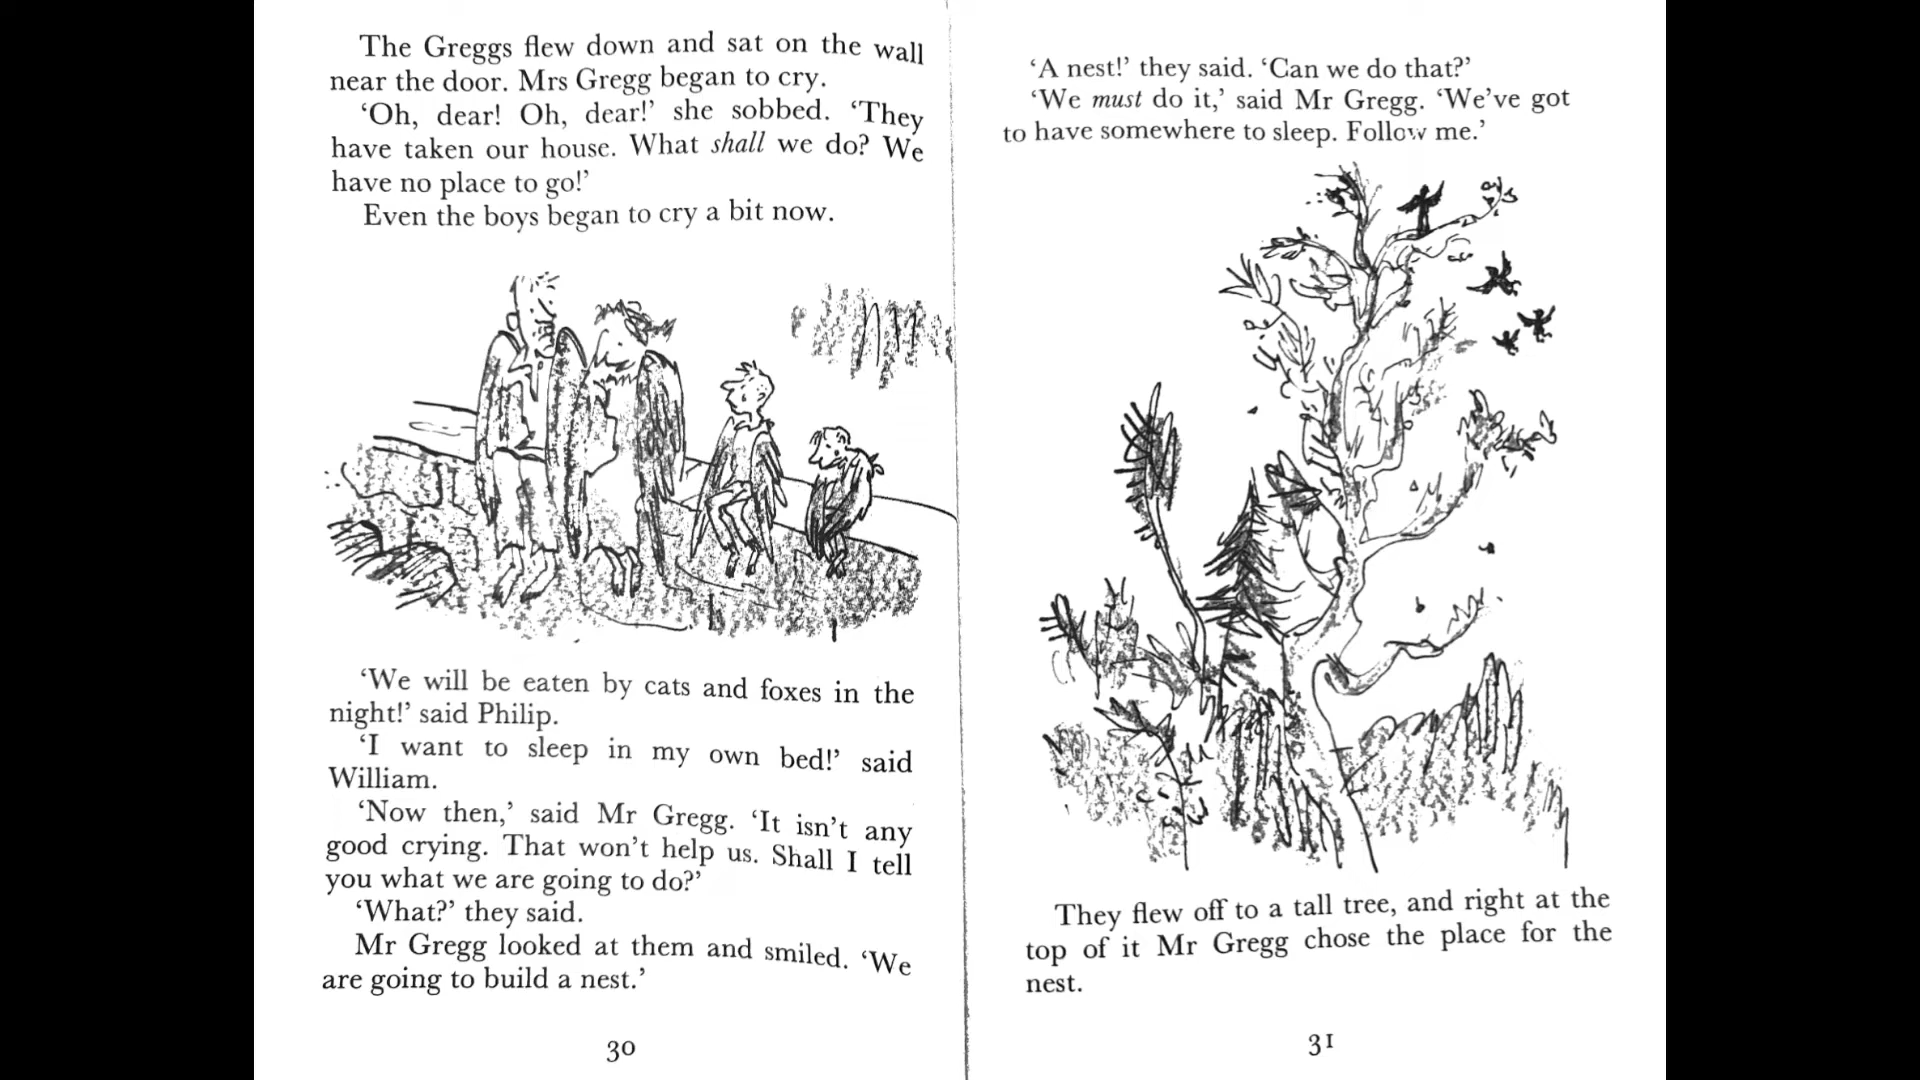 The Greggs flew down and sat on the wall
near the door. Mrs Gregg began to cry.
‘Oh, dear! Oh, dear!’ she sobbed. ‘They
have taken our house. What shall we do? We
have no place to go!’
Even the boys began to cry a bit now.
‘We will be eaten by cats and foxes in the
night!’ said Philip.
‘I want to sleep in my own bed!’ said
William.
‘Now then,’ said Mr Gregg. ‘It isn’t any
good crying. That won’t help us. Shall I tell
you what we are going to do?’
‘What?’ they said.
Mr Gregg looked at them and smiled. ‘We
are going to build a nest.’
30
‘A nest!’ they said. ‘Can we do that?’
‘We must do it,’ said Mr Gregg. ‘We’ve got
to have somewhere to sleep. Follow me.’
They flew off to a tall tree, and right at the
top of it Mr Gregg chose the place for the
nest.
31